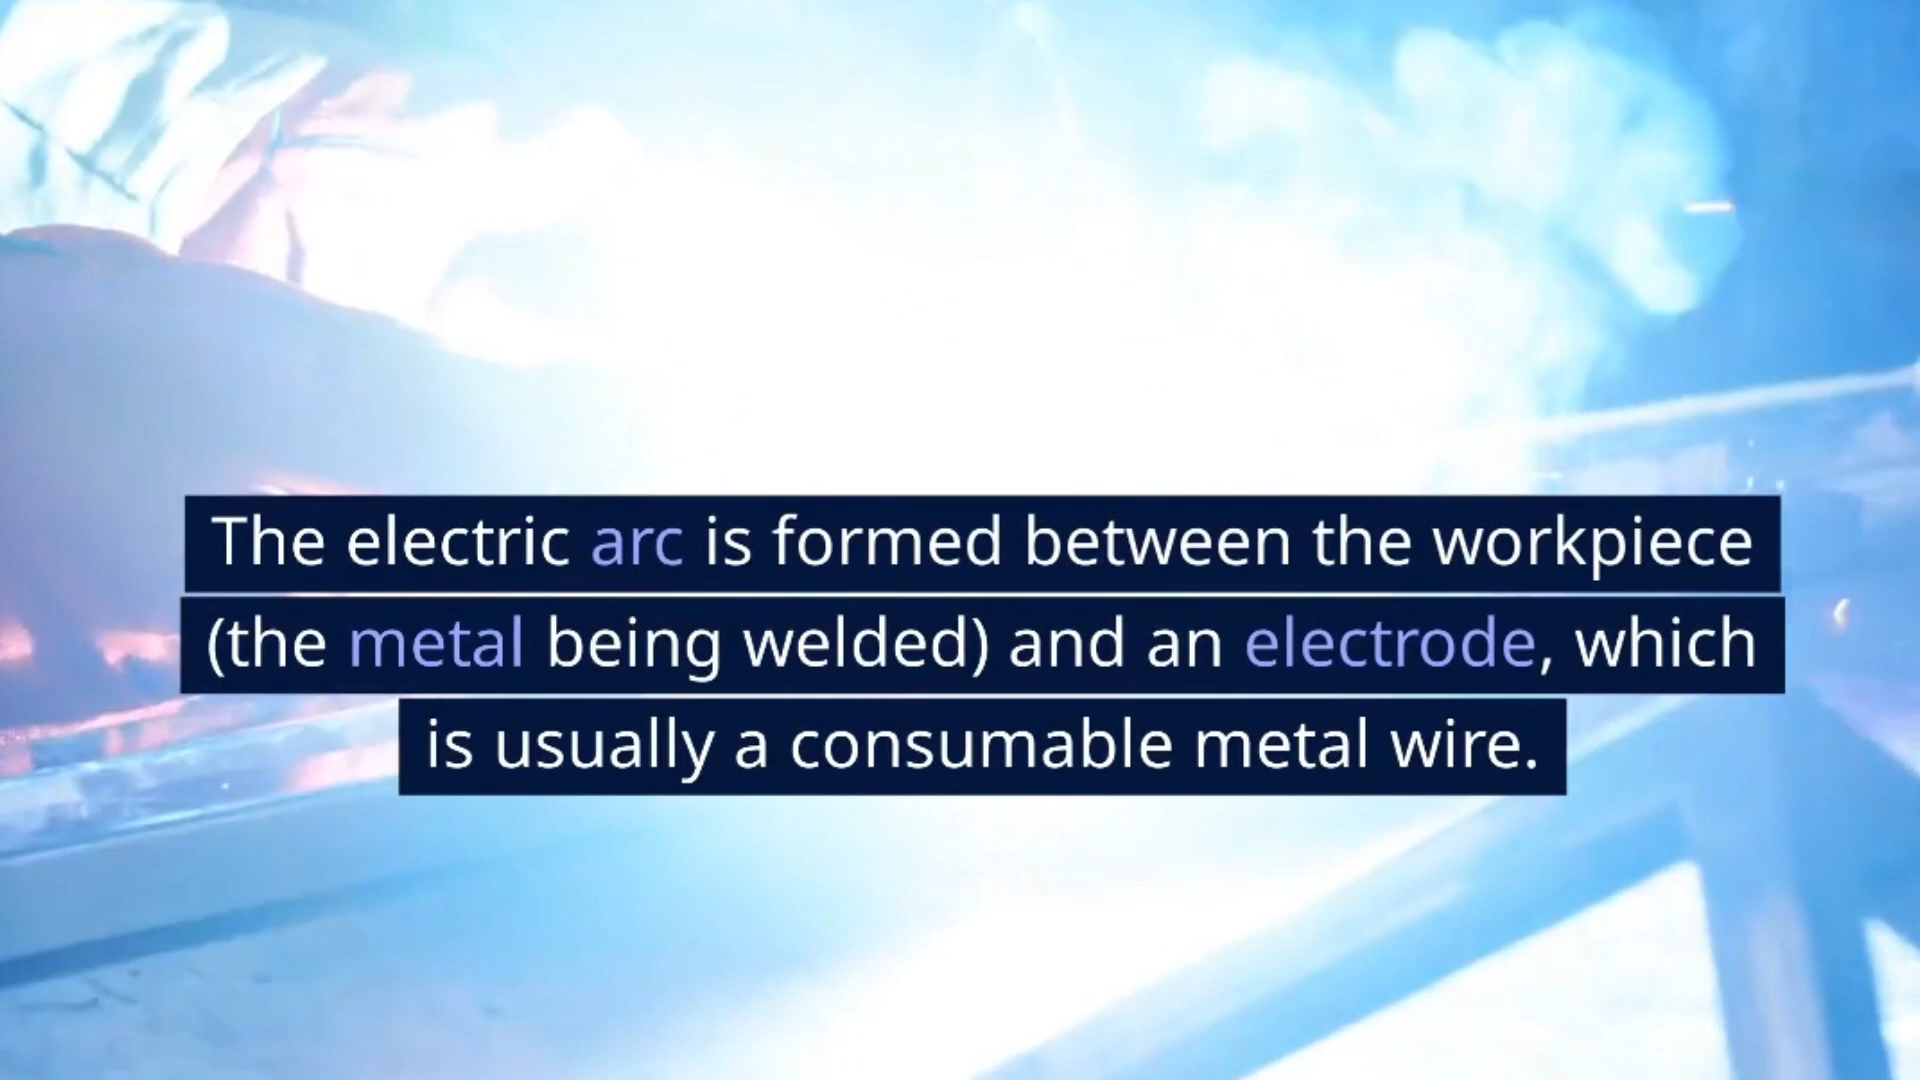 The electric arc is formed between the workpiece
(the metal being welded) and an electrode, which
is usually a consumable metal wire.